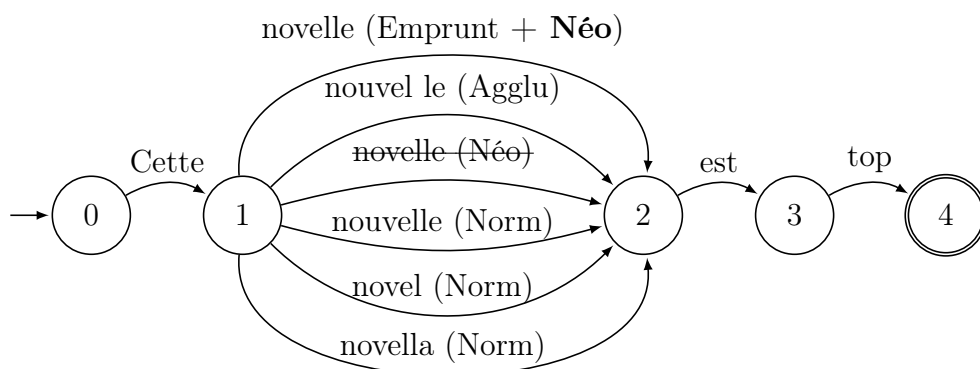 novelle (Emprunt + Néo)
nouvel le (Agglu)
Cette
novelle (Néo)
est
top
0
1
nouvelle (Norm)
2
3
4
novel (Norm)
novella (Norm)